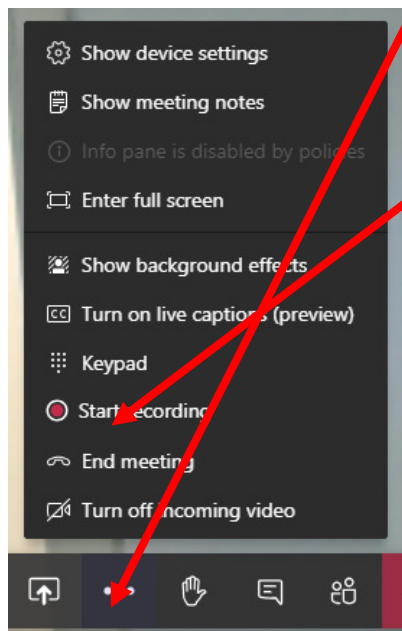 Show device settings
Show meeting notes
Info pane is disabled by policies
Enter full screen
Show background effects
CC Turn on live captions (preview)
Keypad
Start recording
End meeting
Turn off incoming video